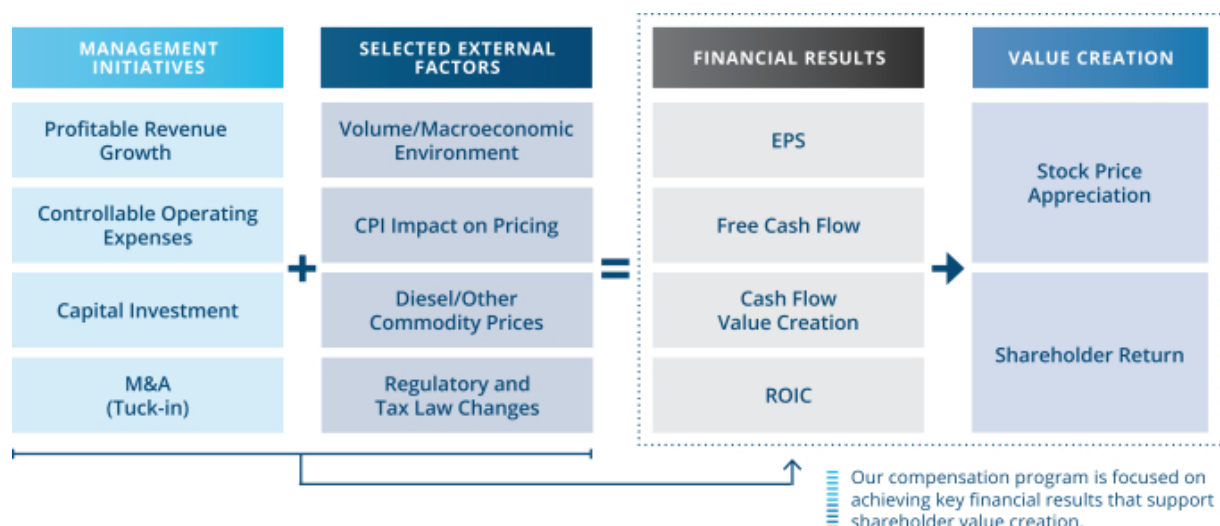 MANAGEMENT
INITIATIVES
Profitable Revenue
Growth
Controllable Operating
Expenses
Capital Investment
M&A
(Tuck-in)
+
SELECTED EXTERNAL
FACTORS
Volume/Macroeconomic
Environment
CPI Impact on Pricing
Diesel/Other
Commodity Prices
Regulatory and
Tax Law Changes
=
FINANCIAL RESULTS
EPS
Free Cash Flow
Cash Flow
Value Creation
ROIC
VALUE CREATION
Stock Price
Appreciation
Shareholder Return
Our compensation program is focused on
achieving key financial results that support
shareholder value creation.